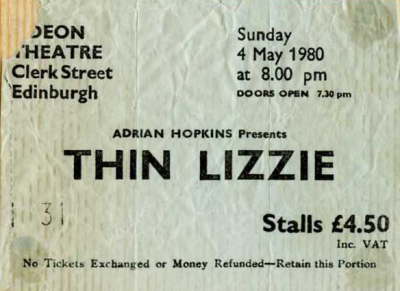 ODEON
THEATRE
Clerk Street
Edinburgh
Sunday
4 May 1980
at 8.00 pm
DOORS OPEN 7.30 pm
ADRIAN HOPKINS Presents
THIN LIZZIE
31
Stalls £4.50
Inc. VAT
No Tickets Exchanged or Money Refunded—Retain this Portion